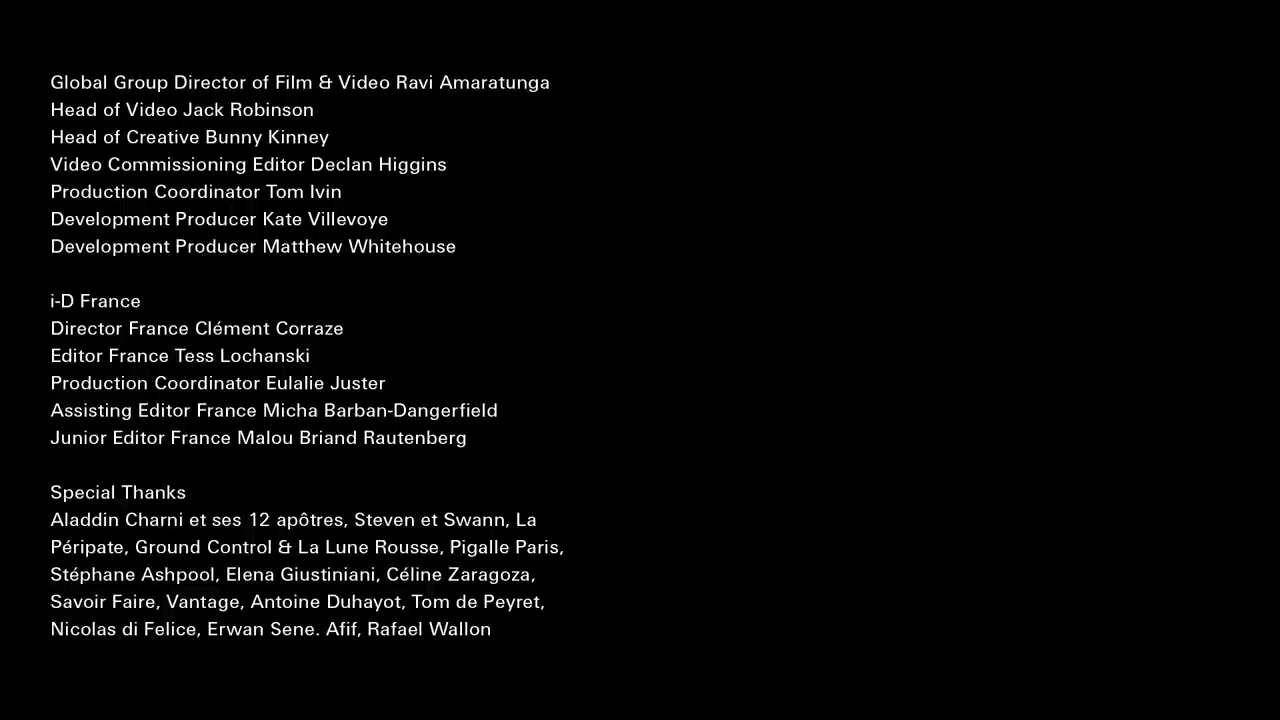 Global Group Director of Film & Video Ravi Amaratunga
Head of Video Jack Robinson
Head of Creative Bunny Kinney
Video Commissioning Editor Declan Higgins
Production Coordinator Tom Ivin
Development Producer Kate Villevoye
Development Producer Matthew Whitehouse
i-D France
Director France Clément Corraze
Editor France Tess Lochanski
Production Coordinator Eulalie Juster
Assisting Editor France Micha Barban-Dangerfield
Junior Editor France Malou Briand Rautenberg
Special Thanks
Aladdin Charni et ses 12 apôtres, Steven et Swann, La
Péripate, Ground Control & La Lune Rousse, Pigalle Paris,
Stéphane Ashpool, Elena Giustiniani, Céline Zaragoza,
Savoir Faire, Vantage, Antoine Duhayot, Tom de Peyret,
Nicolas di Felice, Erwan Sene. Afif, Rafael Wallon